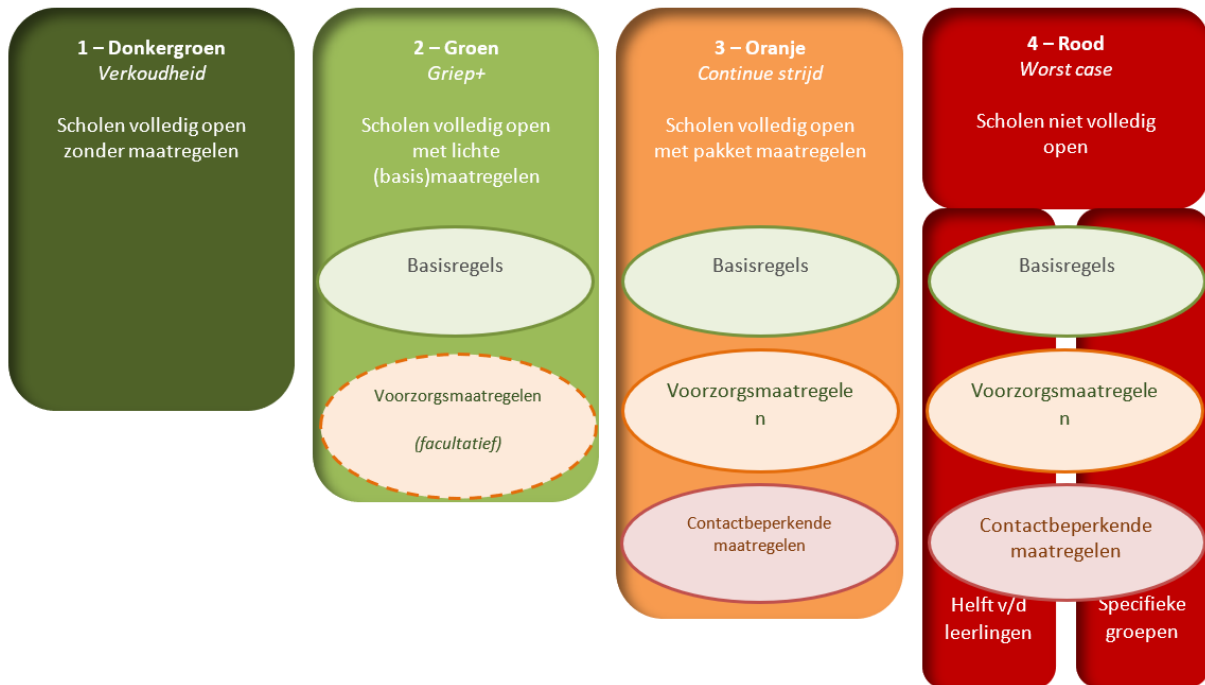 1 – Donkergroen
Verkoudheid
Scholen volledig open
zonder maatregelen
2 – Groen
Griep+
Scholen volledig open
met lichte
(basis)maatregelen
Basisregels
Voorzorgsmaatregelen
(facultatief)
3 – Oranje
Continue strijd
Scholen volledig open
met pakket maatregelen
Basisregels
Voorzorgsmaatregele
n
Contactbeperkende
maatregelen
4 – Rood
Worst case
Scholen niet volledig
open
Basisregels
Voorzorgsmaatregele
n
Contactbeperkende
maatregelen
Helft v/d
leerlingen
Specifieke
groepen